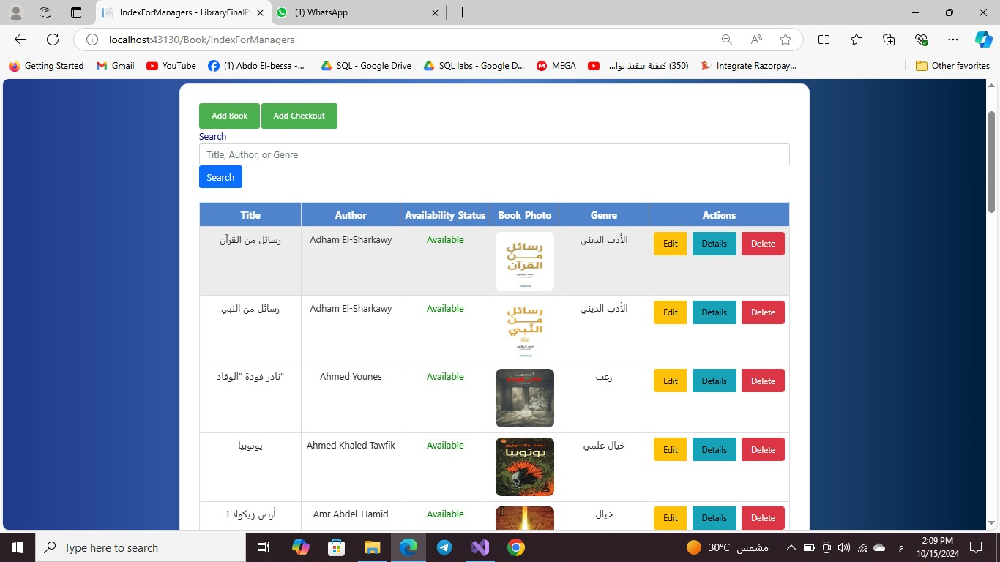 IndexForManagers - LibraryFinalP
(1) WhatsApp
localhost:43130/Book/IndexForManagers
Getting Started
Gmail
YouTube
(1) Abdo El-bessa -...
SQL - Google Drive
SQL labs - Google D...
MEGA
(350) كيفية تنفيذ بوا...
Integrate Razorpay...
Other favorites
Add Book
Add Checkout
Search
Title, Author, or Genre
Search
Title Author Availability_Status Book_Photo Genre Actions
رسائل من القرآن
Adham El-Sharkawy
Available
رسائل
من
القرآن
الأدب الديني
Edit Details Delete
رسائل من النبي
Adham El-Sharkawy
Available
رسائل
من
النَّبي
الأدب الديني
Edit Details Delete
نادر فودة "الوقاد"
Ahmed Younes
Available
رعب
Edit Details Delete
يوتوبيا
Ahmed Khaled Tawfik
Available
أحمد خالد توفيق
يوتوبيا
خيال علمي
Edit Details Delete
أرض زيكولا 1
Amr Abdel-Hamid
Available
خيال
Edit Details Delete
Type here to search
30°C مشمس
ع
2:09 PM
10/15/2024